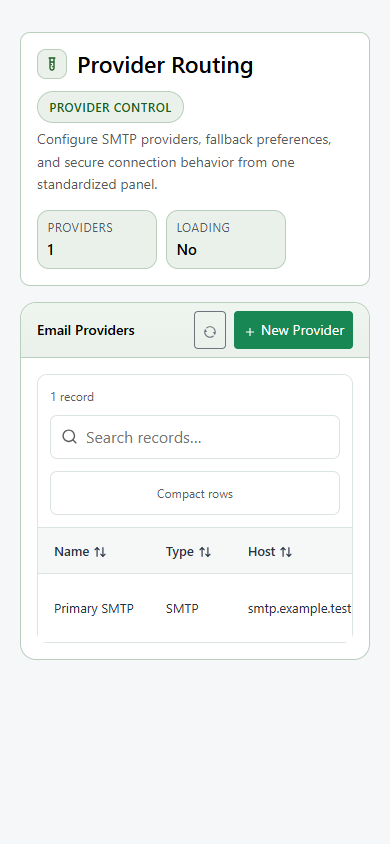 Provider Routing
PROVIDER CONTROL
Configure SMTP providers, fallback preferences,
and secure connection behavior from one
standardized panel.
PROVIDERS
1
LOADING
No
Email Providers
+ New Provider
1 record
Search records...
Compact rows
Name ↑↓ Type ↑↓ Host ↑↓
Primary SMTP SMTP smtp.example.test